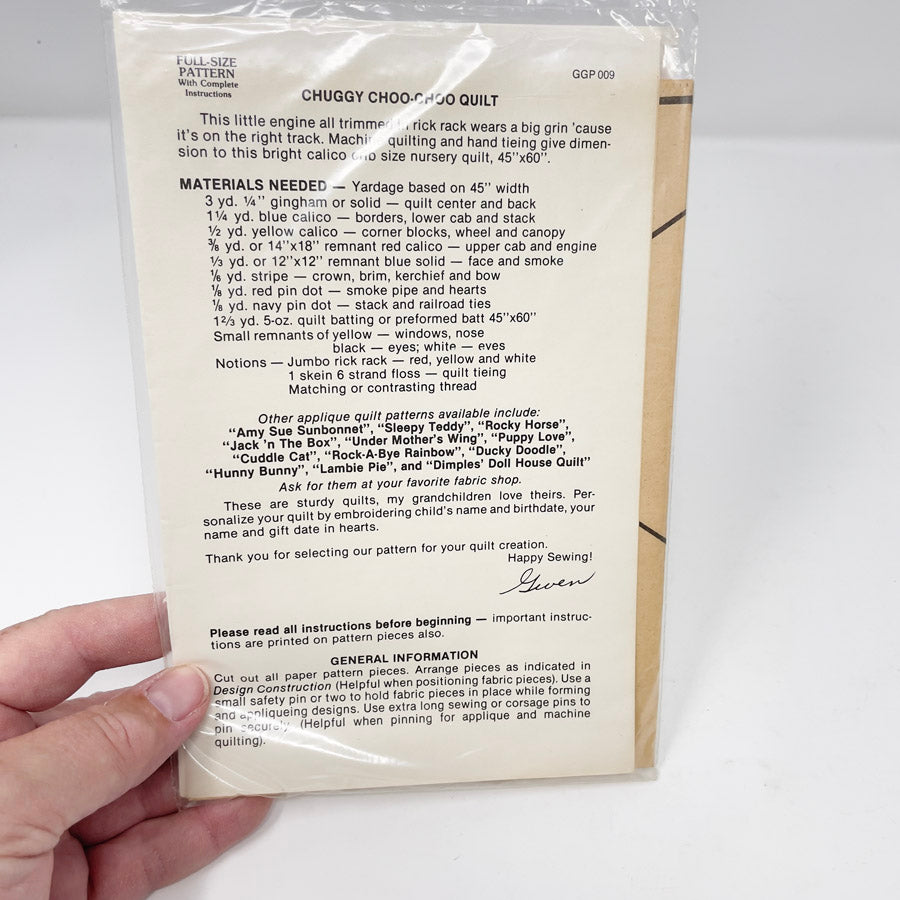 FULL-SIZE
PATTERN
With Complete
Instructions
GGP 009
CHUGGY CHOO-CHOO QUILT
This little engine all trimmed in rick rack wears a big grin 'cause
it's on the right track. Machine quilting and hand tieing give dimen-
sion to this bright calico crib size nursery quilt, 45''x60''.
MATERIALS NEEDED — Yardage based on 45'' width
3 yd. ¼'' gingham or solid — quilt center and back
1¼ yd. blue calico — borders, lower cab and stack
½ yd. yellow calico — corner blocks, wheel and canopy
⅜ yd. or 14''x18'' remnant red calico — upper cab and engine
⅓ yd. or 12''x12'' remnant blue solid — face and smoke
⅙ yd. stripe — crown, brim, kerchief and bow
⅛ yd. red pin dot — smoke pipe and hearts
⅛ yd. navy pin dot — stack and railroad ties
1⅔ yd. 5-oz. quilt batting or preformed batt 45''x60''
Small remnants of yellow — windows, nose
black — eyes; white — eyes
Notions — Jumbo rick rack — red, yellow and white
1 skein 6 strand floss — quilt tieing
Matching or contrasting thread
Other applique quilt patterns available include:
“Amy Sue Sunbonnet”, “Sleepy Teddy”, “Rocky Horse”,
“Jack 'n The Box”, “Under Mother's Wing”, “Puppy Love”,
“Cuddle Cat”, “Rock-A-Bye Rainbow”, “Ducky Doodle”,
“Hunny Bunny”, “Lambie Pie”, and “Dimples' Doll House Quilt”
Ask for them at your favorite fabric shop.
These are sturdy quilts, my grandchildren love theirs. Per-
sonalize your quilt by embroidering child's name and birthdate, your
name and gift date in hearts.
Thank you for selecting our pattern for your quilt creation.
Happy Sewing!
Gwen
Please read all instructions before beginning — important instruc-
tions are printed on pattern pieces also.
GENERAL INFORMATION
Cut out all paper pattern pieces. Arrange pieces as indicated in
Design Construction (Helpful when positioning fabric pieces). Use a
small safety pin or two to hold fabric pieces in place while forming
and appliqueing designs. Use extra long sewing or corsage pins to
pin securely. (Helpful when pinning for applique and machine
quilting).